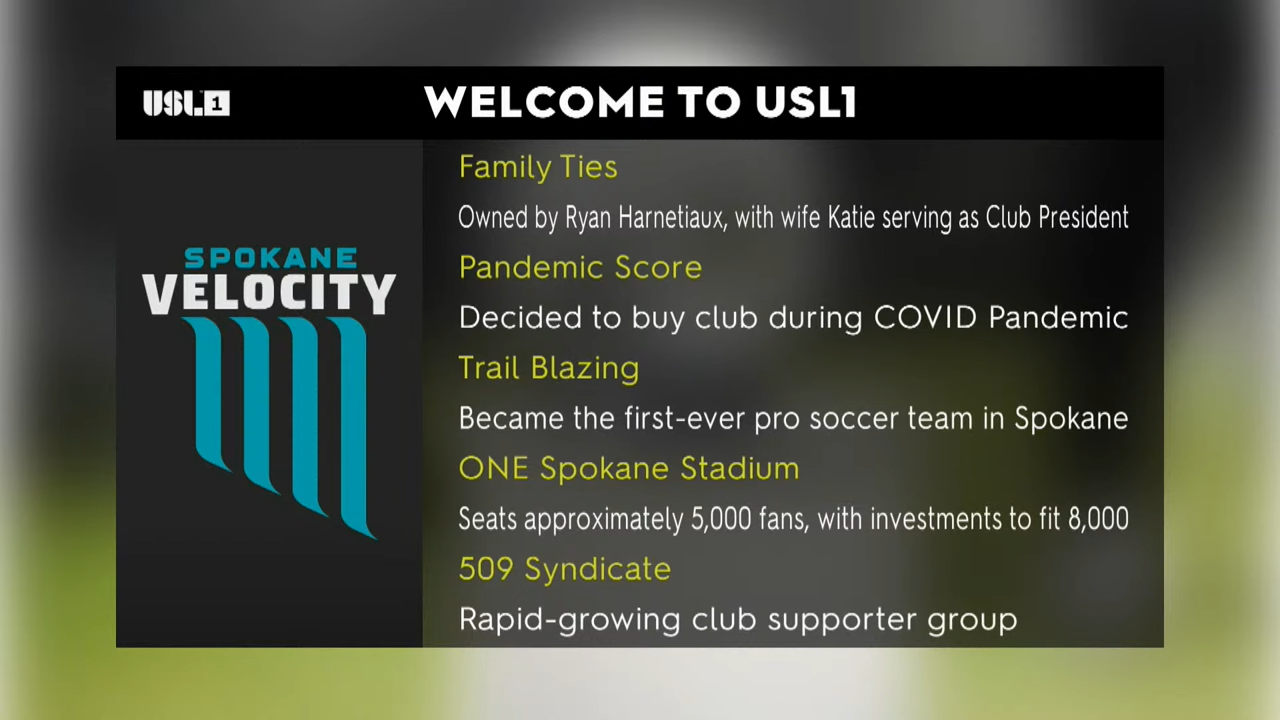 USL1
WELCOME TO USL1
SPOKANE
VELOCITY
Family Ties
Owned by Ryan Harnetiaux, with wife Katie serving as Club President
Pandemic Score
Decided to buy club during COVID Pandemic
Trail Blazing
Became the first-ever pro soccer team in Spokane
ONE Spokane Stadium
Seats approximately 5,000 fans, with investments to fit 8,000
509 Syndicate
Rapid-growing club supporter group